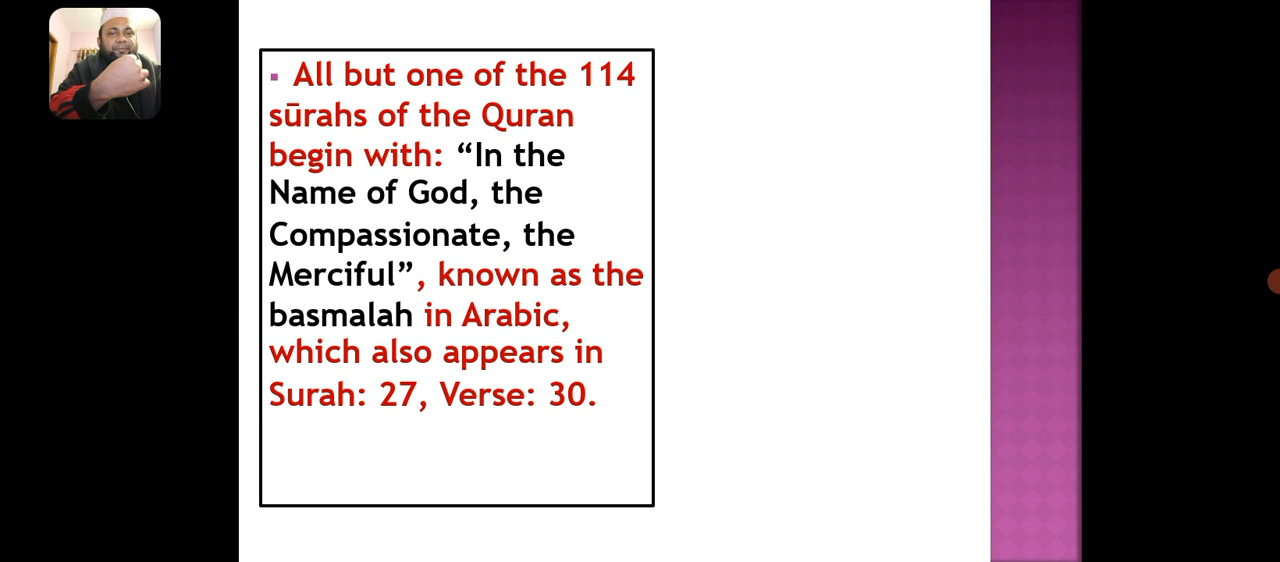 ▪ All but one of the 114
sūrahs of the Quran
begin with: “In the
Name of God, the
Compassionate, the
Merciful”, known as the
basmalah in Arabic,
which also appears in
Surah: 27, Verse: 30.